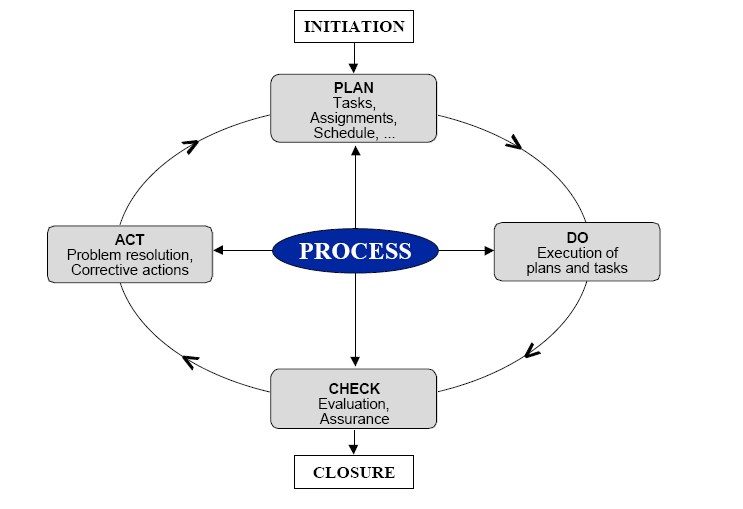 INITIATION
PLAN
Tasks,
Assignments,
Schedule, ...
ACT
Problem resolution,
Corrective actions
PROCESS
DO
Execution of
plans and tasks
CHECK
Evaluation,
Assurance
CLOSURE